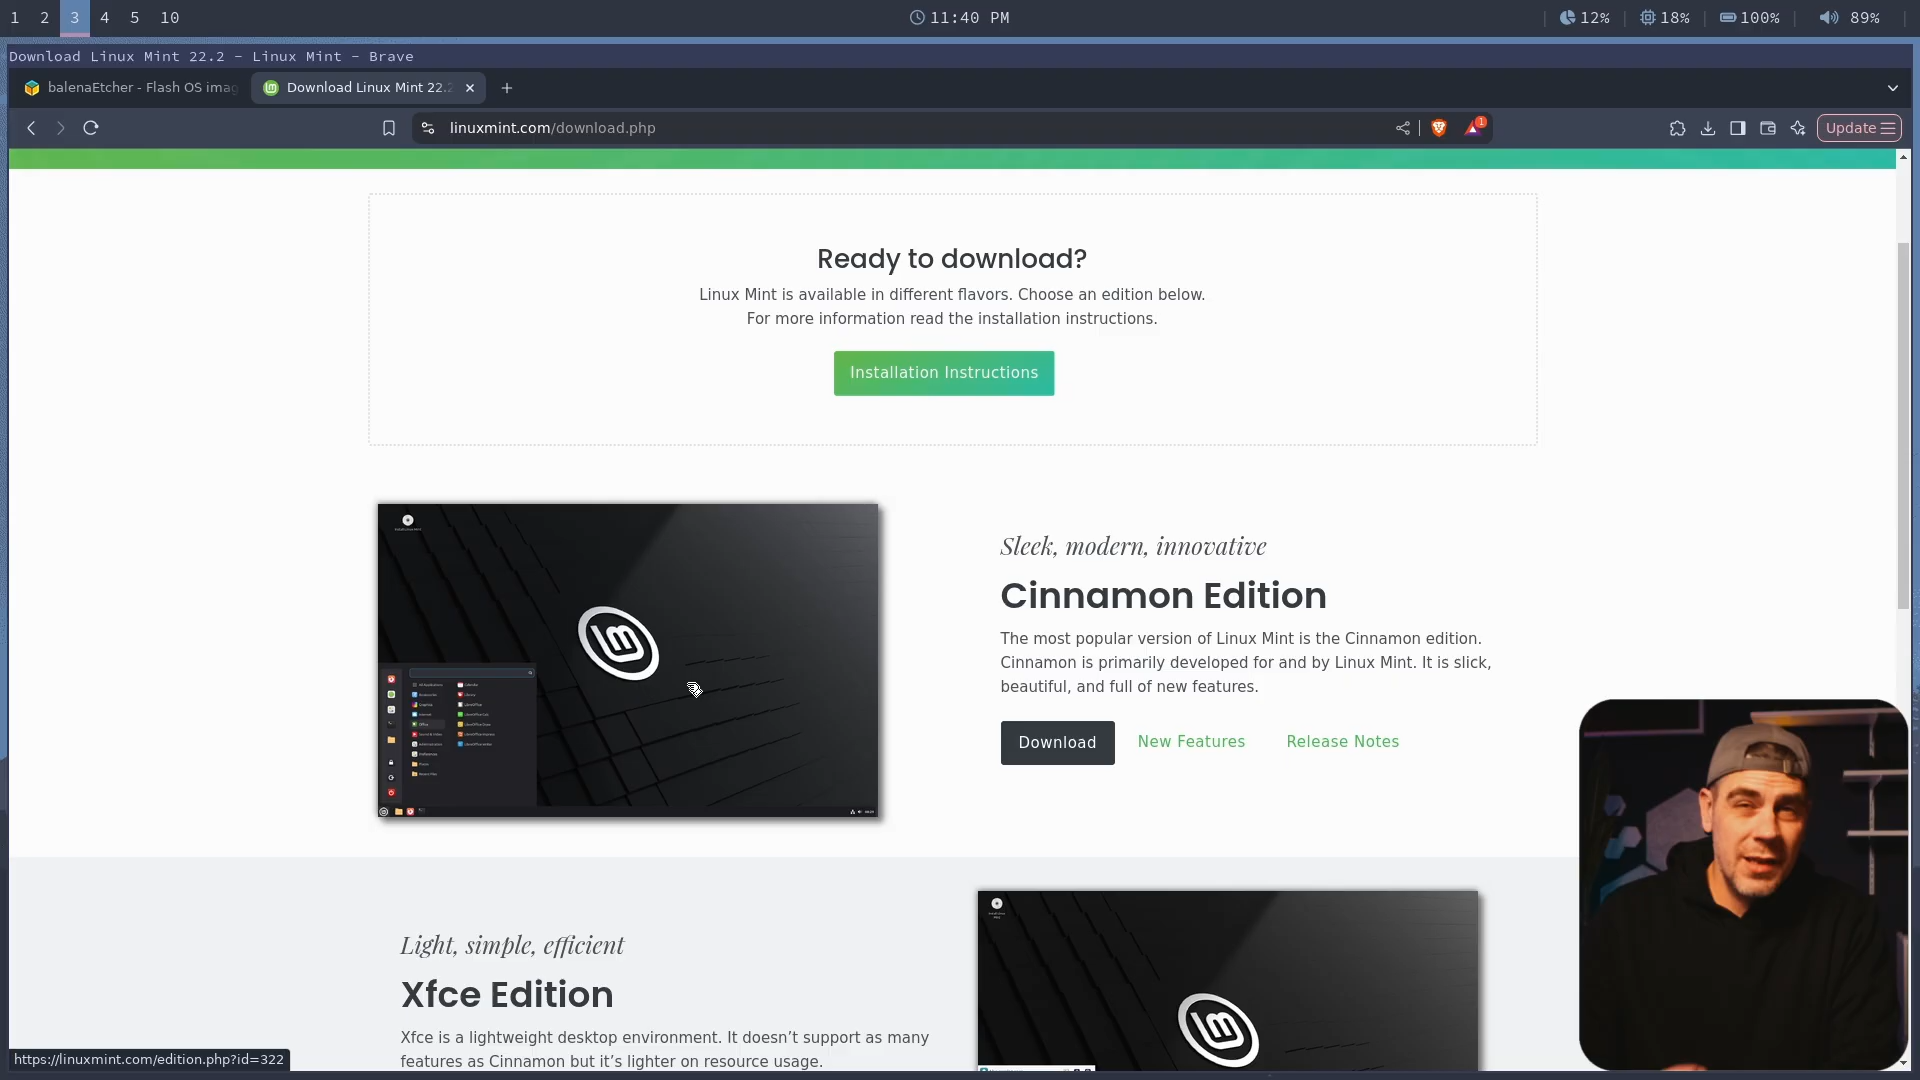 1 2 3 4 5 10
11:40 PM
12% 18% 100% 89%
Download Linux Mint 22.2 - Linux Mint - Brave
balenaEtcher - Flash OS imag
Download Linux Mint 22.2
linuxmint.com/download.php
1
Update
Ready to download?
Linux Mint is available in different flavors. Choose an edition below.
For more information read the installation instructions.
Installation Instructions
Sleek, modern, innovative
Cinnamon Edition
The most popular version of Linux Mint is the Cinnamon edition.
Cinnamon is primarily developed for and by Linux Mint. It is slick,
beautiful, and full of new features.
Download New Features Release Notes
Light, simple, efficient
Xfce Edition
Xfce is a lightweight desktop environment. It doesn’t support as many
features as Cinnamon but it’s lighter on resource usage.
https://linuxmint.com/edition.php?id=322